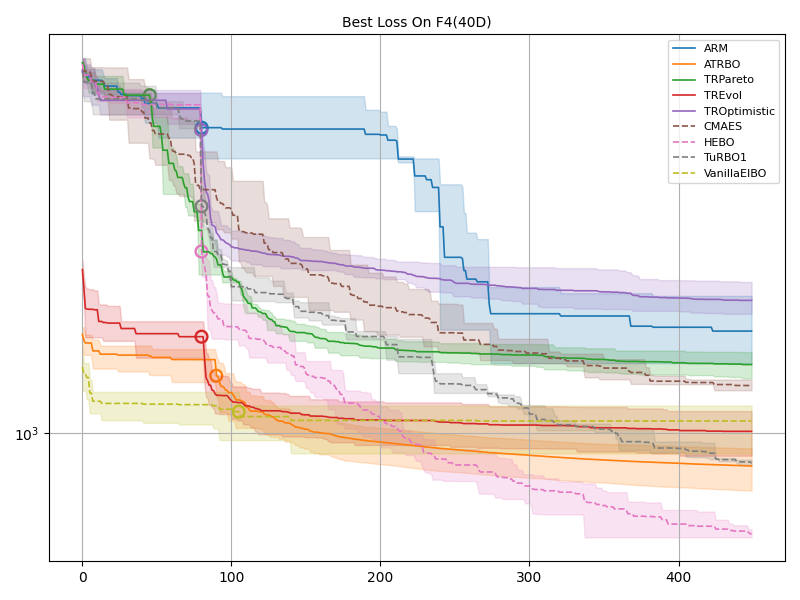 Best Loss On F4(40D)
ARM
ATRBO
TRPareto
TREvol
TROptimistic
CMAES
HEBO
TuRBO1
VanillaEIBO
10³
0 100 200 300 400